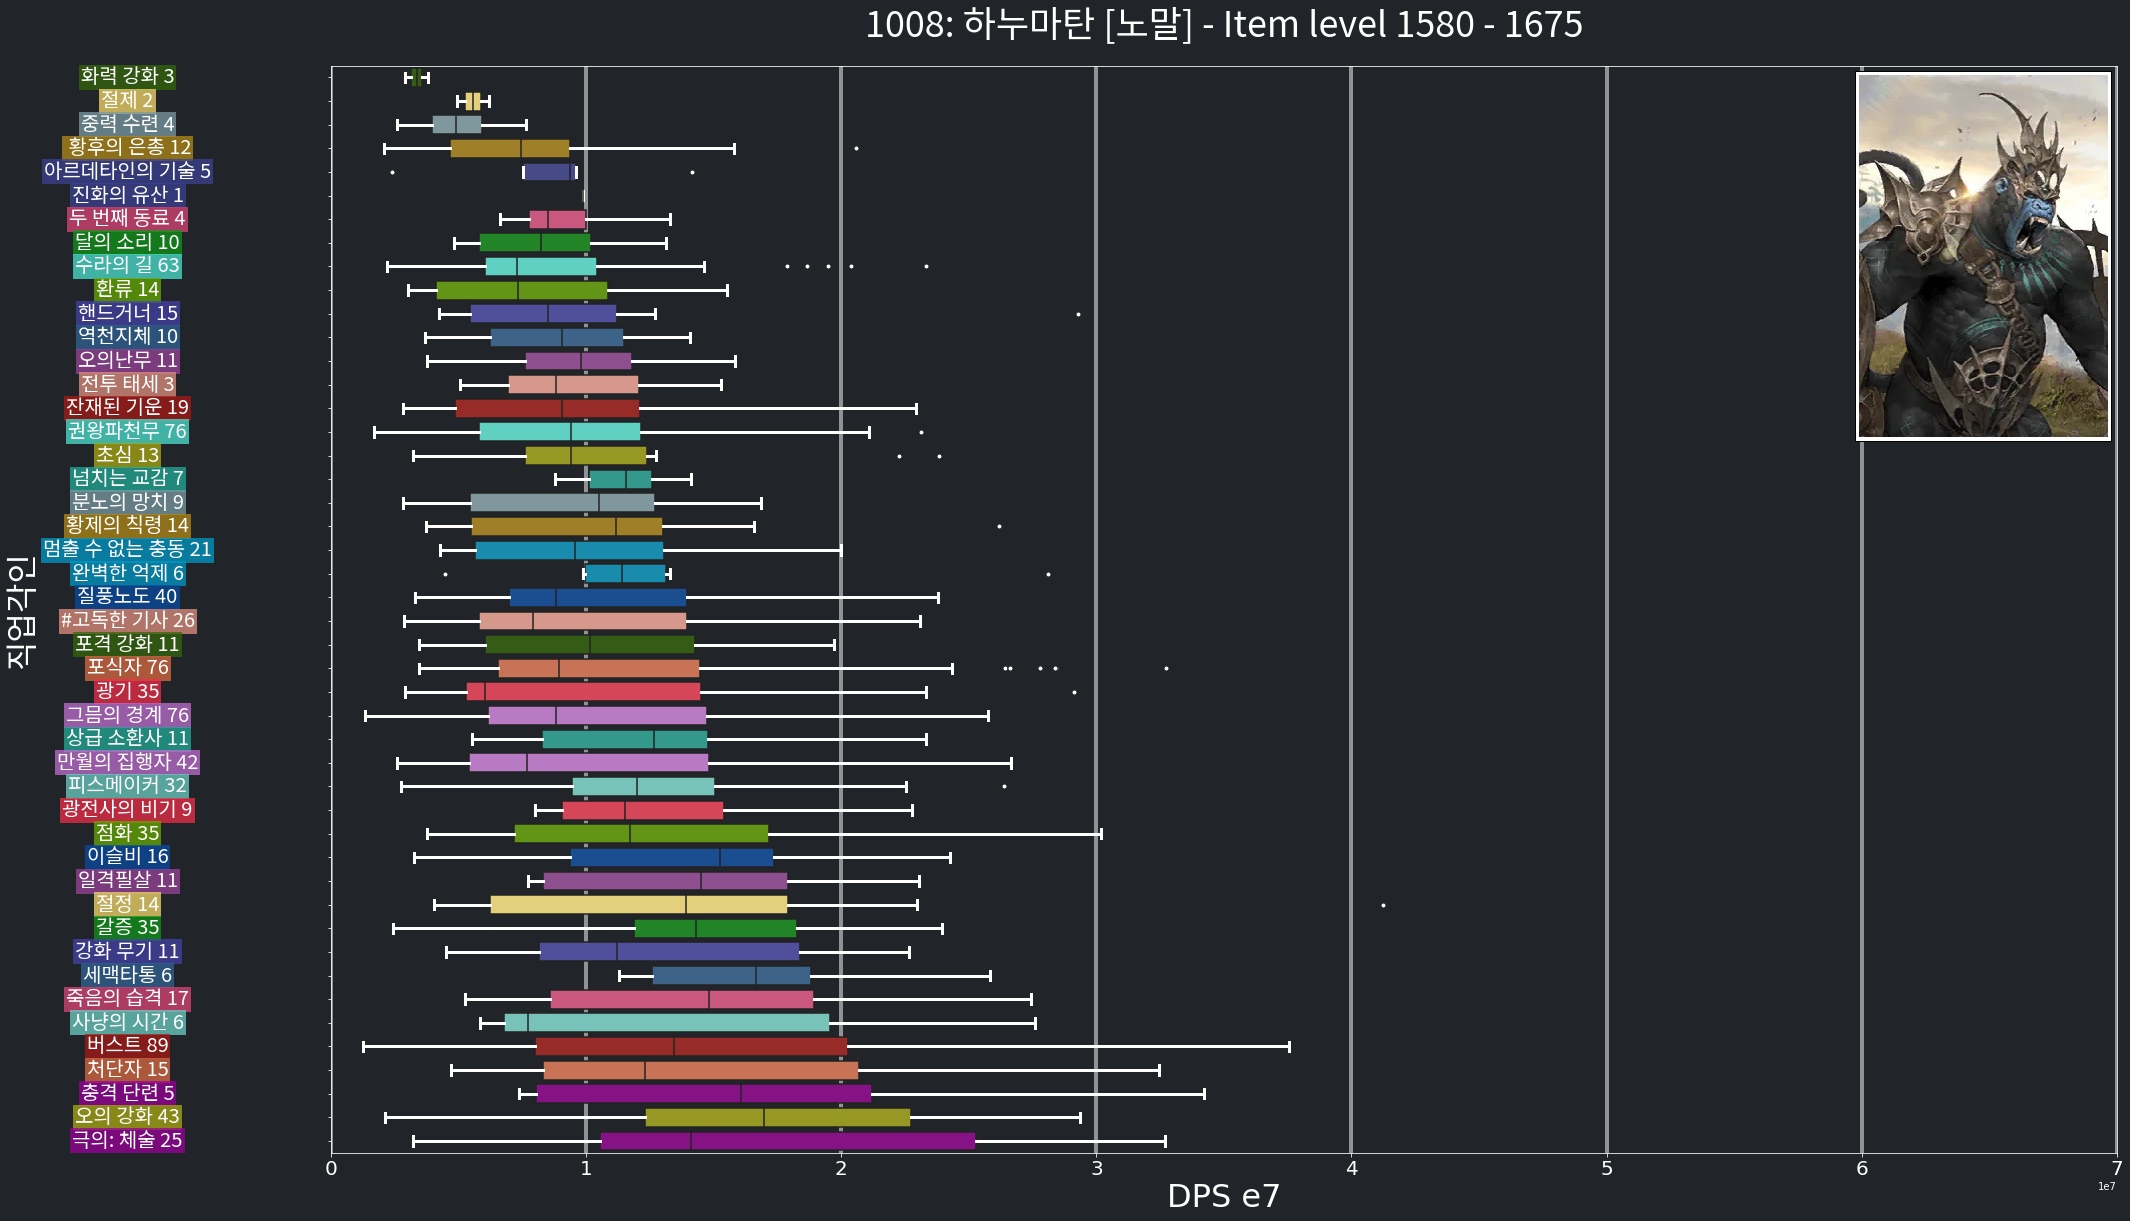 1008: 하누마탄 [노말] - Item level 1580 - 1675
화력 강화 3
절제 2
중력 수련 4
황후의 은총 12
아르데타인의 기술 5
진화의 유산 1
두 번째 동료 4
달의 소리 10
수라의 길 63
환류 14
핸드거너 15
역천지체 10
오의난무 11
전투 태세 3
잔재된 기운 19
권왕파천무 76
초심 13
넘치는 교감 7
분노의 망치 9
황제의 칙령 14
멈출 수 없는 충동 21
완벽한 억제 6
질풍노도 40
#고독한 기사 26
포격 강화 11
포식자 76
광기 35
그믐의 경계 76
상급 소환사 11
만월의 집행자 42
피스메이커 32
광전사의 비기 9
점화 35
이슬비 16
일격필살 11
절정 14
갈증 35
강화 무기 11
세맥타통 6
죽음의 습격 17
사냥의 시간 6
버스트 89
처단자 15
충격 단련 5
오의 강화 43
극의: 체술 25
직업각인
0 1 2 3 4 5 6 7
1e7
DPS e7